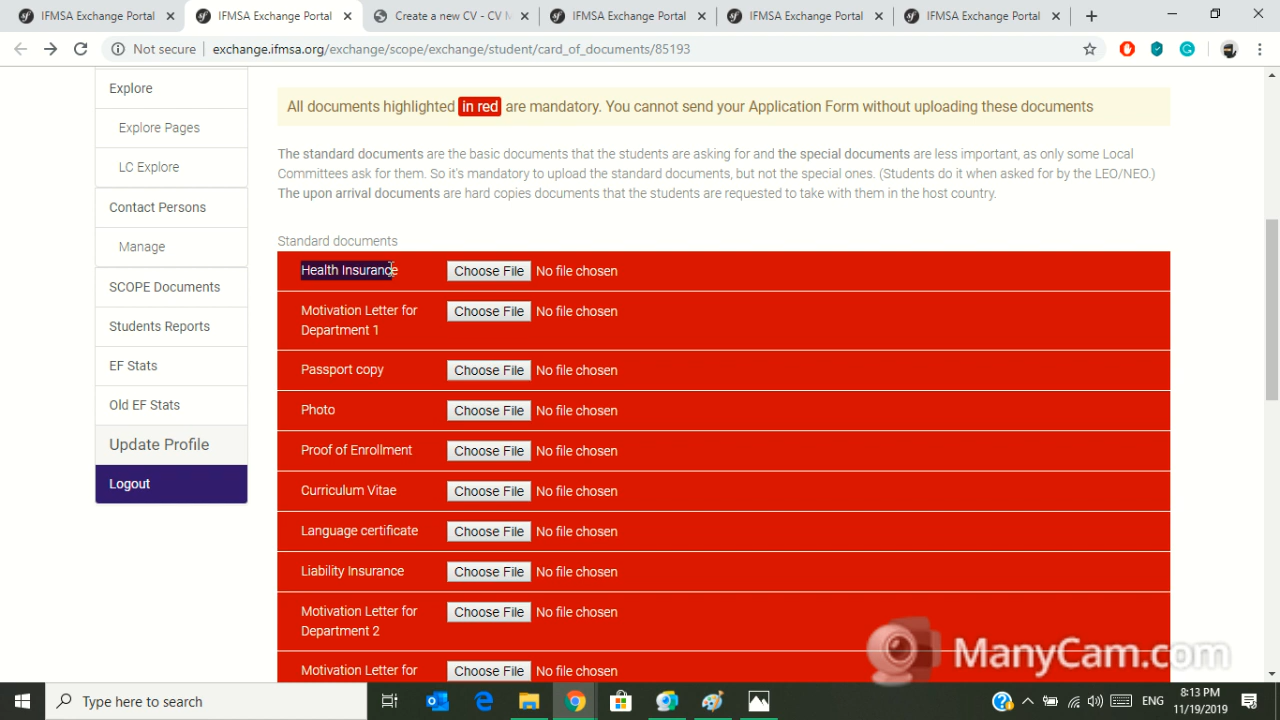 IFMSA Exchange Portal
IFMSA Exchange Portal
Create a new CV - CV M
IFMSA Exchange Portal
IFMSA Exchange Portal
IFMSA Exchange Portal
Not secure
exchange.ifmsa.org/exchange/scope/exchange/student/card_of_documents/85193
Explore
Explore Pages
LC Explore
Contact Persons
Manage
SCOPE Documents
Students Reports
EF Stats
Old EF Stats
Update Profile
Logout
All documents highlighted in red are mandatory. You cannot send your Application Form without uploading these documents
The standard documents are the basic documents that the students are asking for and the special documents are less important, as only some Local
Committees ask for them. So it's mandatory to upload the standard documents, but not the special ones. (Students do it when asked for by the LEO/NEO.)
The upon arrival documents are hard copies documents that the students are requested to take with them in the host country.
Standard documents
Health Insurance Choose File No file chosen
Motivation Letter for
Department 1 Choose File No file chosen
Passport copy Choose File No file chosen
Photo Choose File No file chosen
Proof of Enrollment Choose File No file chosen
Curriculum Vitae Choose File No file chosen
Language certificate Choose File No file chosen
Liability Insurance Choose File No file chosen
Motivation Letter for
Department 2 Choose File No file chosen
Motivation Letter for Choose File No file chosen
ManyCam.com
Type here to search
ENG
8:13 PM
11/19/2019